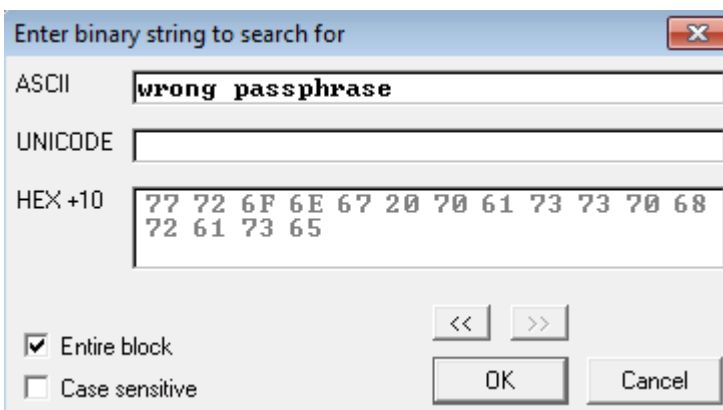 Enter binary string to search for
ASCII wrong passphrase
UNICODE
HEX +10 77 72 6F 6E 67 20 70 61 73 73 70 68
72 61 73 65
<< >>
Entire block
Case sensitive
OK Cancel